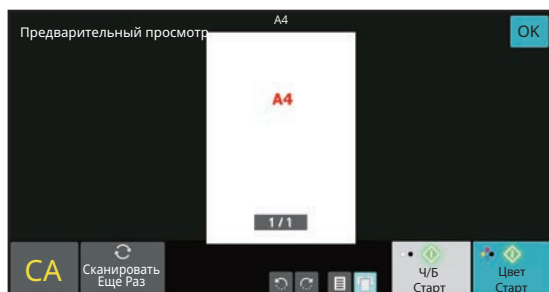 A4
Предварительный просмотр
OK
A4
1 / 1
CA
Сканировать
Еще Раз
Ч/Б
Старт
Цвет
Старт